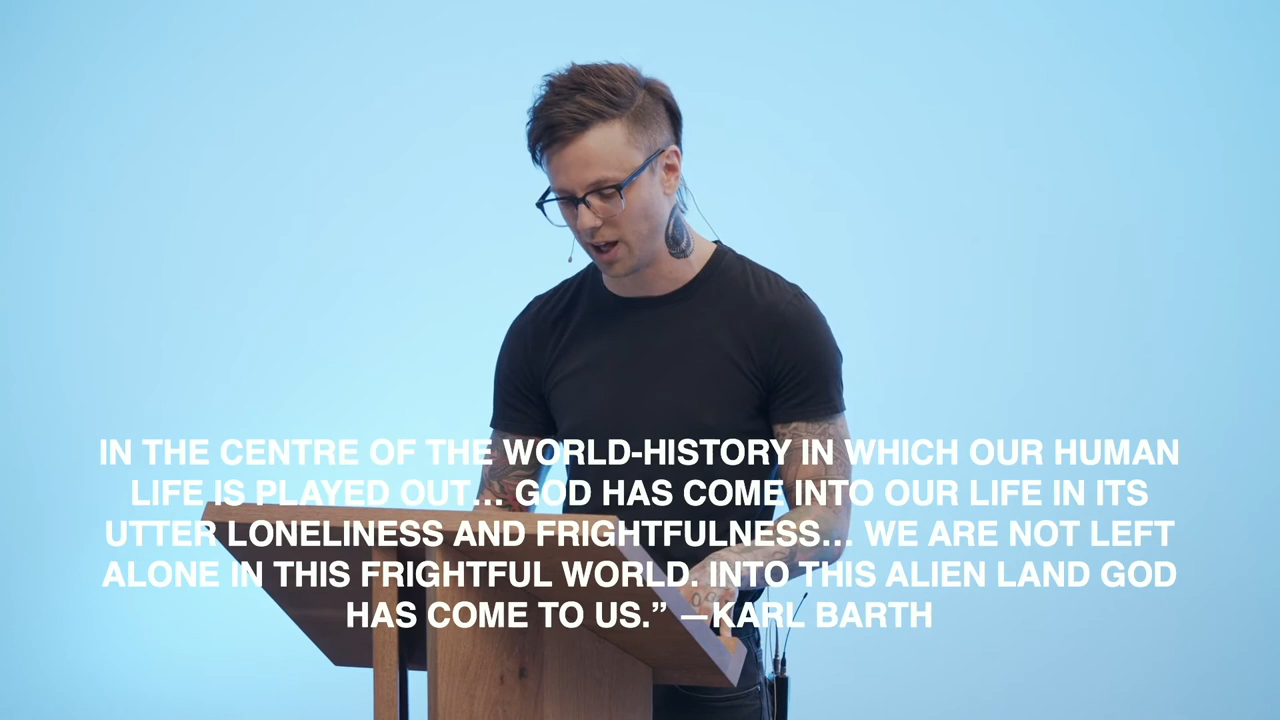 IN THE CENTRE OF THE WORLD-HISTORY IN WHICH OUR HUMAN
LIFE IS PLAYED OUT... GOD HAS COME INTO OUR LIFE IN ITS
UTTER LONELINESS AND FRIGHTFULNESS... WE ARE NOT LEFT
ALONE IN THIS FRIGHTFUL WORLD. INTO THIS ALIEN LAND GOD
HAS COME TO US.” —KARL BARTH